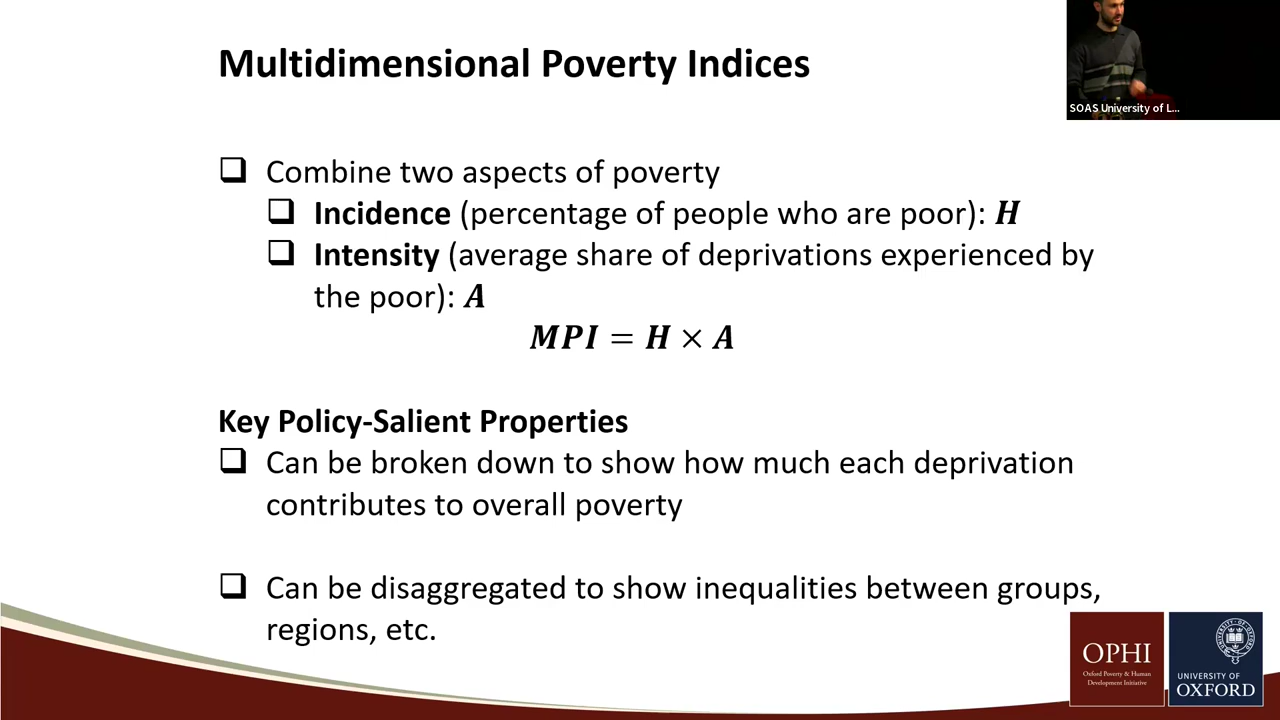 Multidimensional Poverty Indices
SOAS University of L...
❑ Combine two aspects of poverty
❑ Incidence (percentage of people who are poor): H
❑ Intensity (average share of deprivations experienced by
the poor): A
MPI = H × A
Key Policy-Salient Properties
❑ Can be broken down to show how much each deprivation
contributes to overall poverty
❑ Can be disaggregated to show inequalities between groups,
regions, etc.
OPHI
Oxford Poverty & Human
Development Initiative
UNIVERSITY OF
OXFORD